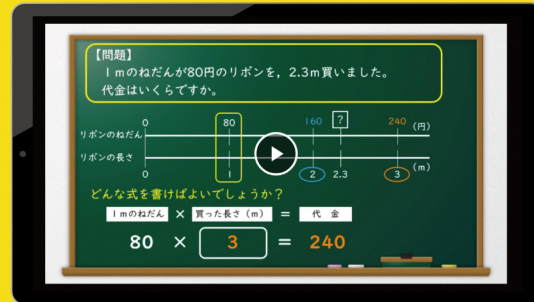 【問題】
1mのねだんが80円のリボンを，2.3m買いました。
代金はいくらですか。
0 80 160 ? 240 (円)
リボンのねだん
リボンの長さ
0 1 2 2.3 3 (m)
どんな式を書けばよいでしょうか？
1mのねだん × 買った長さ（m） = 代 金
80 × 3 = 240